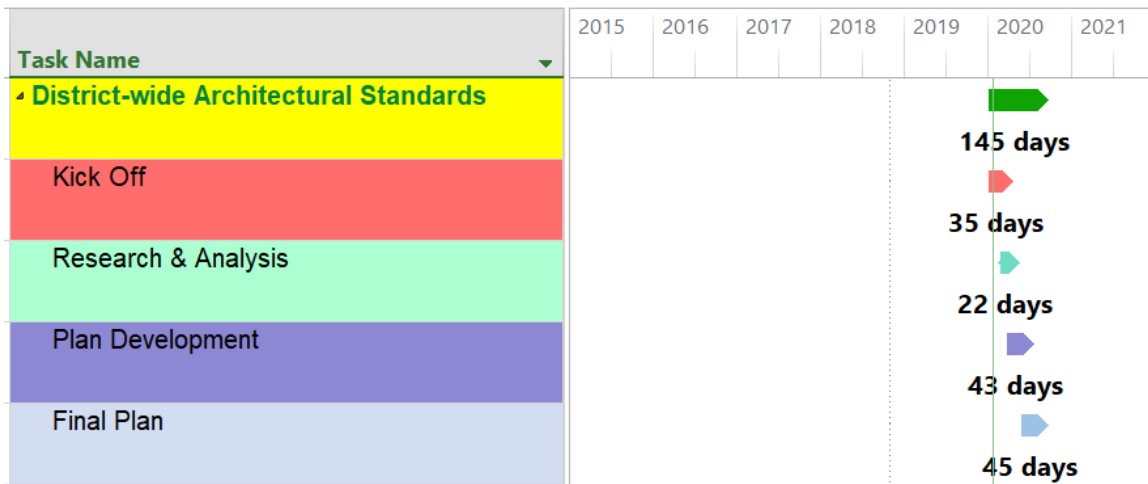 2015 2016 2017 2018 2019 2020 2021
Task Name
District-wide Architectural Standards
145 days
Kick Off
35 days
Research & Analysis
22 days
Plan Development
43 days
Final Plan
45 days